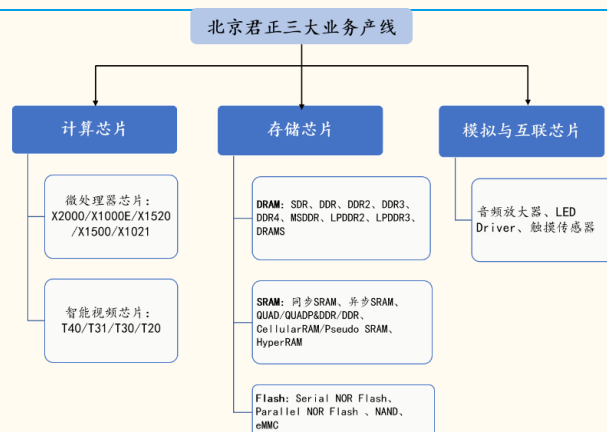 北京君正三大业务产线
计算芯片
微处理器芯片：
X2000/X1000E/X1520
/X1500/X1021
智能视频芯片：
T40/T31/T30/T20
存储芯片
DRAM：SDR、DDR、DDR2、DDR3、
DDR4、MSDDR、LPDDR2、LPDDR3、
DRAMS
SRAM：同步SRAM、异步SRAM、
QUAD/QUADP&DDR/DDR、
CellularRAM/Pseudo SRAM、
HyperRAM
Flash：Serial NOR Flash、
Parallel NOR Flash 、NAND、
eMMC
模拟与互联芯片
音频放大器、LED
Driver、触摸传感器